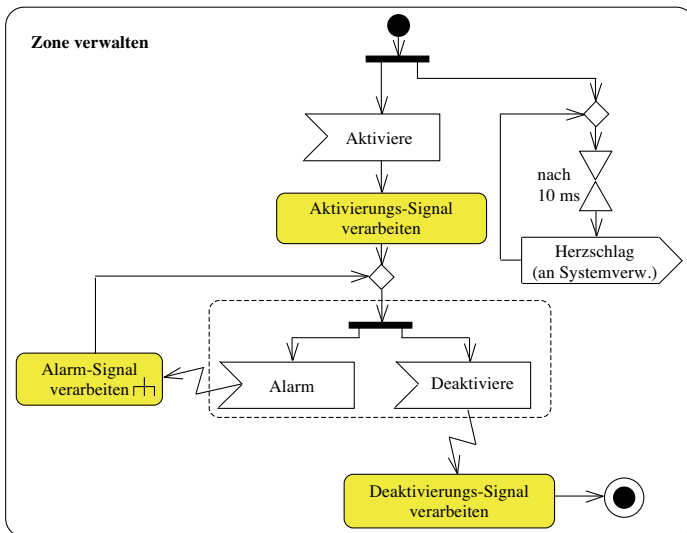 Zone verwalten
Aktiviere
nach
10 ms
Aktivierungs-Signal
verarbeiten
Herzschlag
(an Systemverw.)
Alarm-Signal
verarbeiten
Alarm
Deaktiviere
Deaktivierungs-Signal
verarbeiten